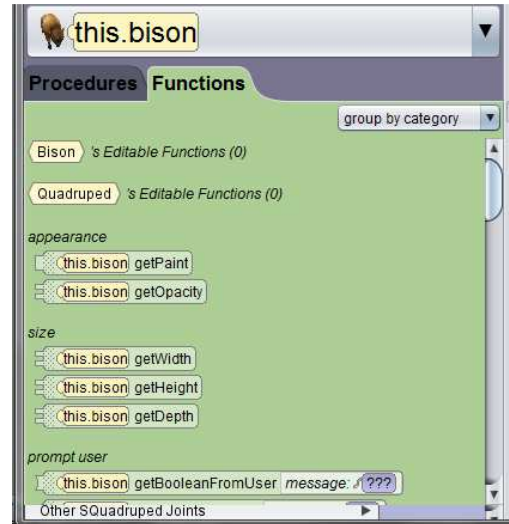 this.bison
Procedures Functions
group by category
Bison 's Editable Functions (0)
Quadruped 's Editable Functions (0)
appearance
this.bison getPaint
this.bison getOpacity
size
this.bison getWidth
this.bison getHeight
this.bison getDepth
prompt user
this.bison getBooleanFromUser message: ???
Other SQuadruped Joints